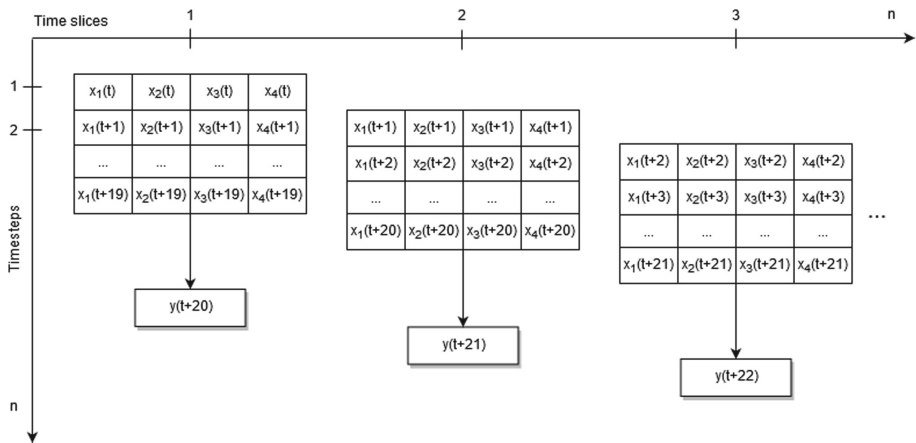 Time slices 1 2 3 n
1
2
Timesteps
n
x₁(t) x₂(t) x₃(t) x₄(t)
x₁(t+1) x₂(t+1) x₃(t+1) x₄(t+1)
... ... ... ...
x₁(t+19) x₂(t+19) x₃(t+19) x₄(t+19)
y(t+20)
x₁(t+1) x₂(t+1) x₃(t+1) x₄(t+1)
x₁(t+2) x₂(t+2) x₃(t+2) x₄(t+2)
... ... ... ...
x₁(t+20) x₂(t+20) x₃(t+20) x₄(t+20)
y(t+21)
x₁(t+2) x₂(t+2) x₃(t+2) x₄(t+2)
x₁(t+3) x₂(t+3) x₃(t+3) x₄(t+3)
... ... ... ...
x₁(t+21) x₂(t+21) x₃(t+21) x₄(t+21)
y(t+22)
...